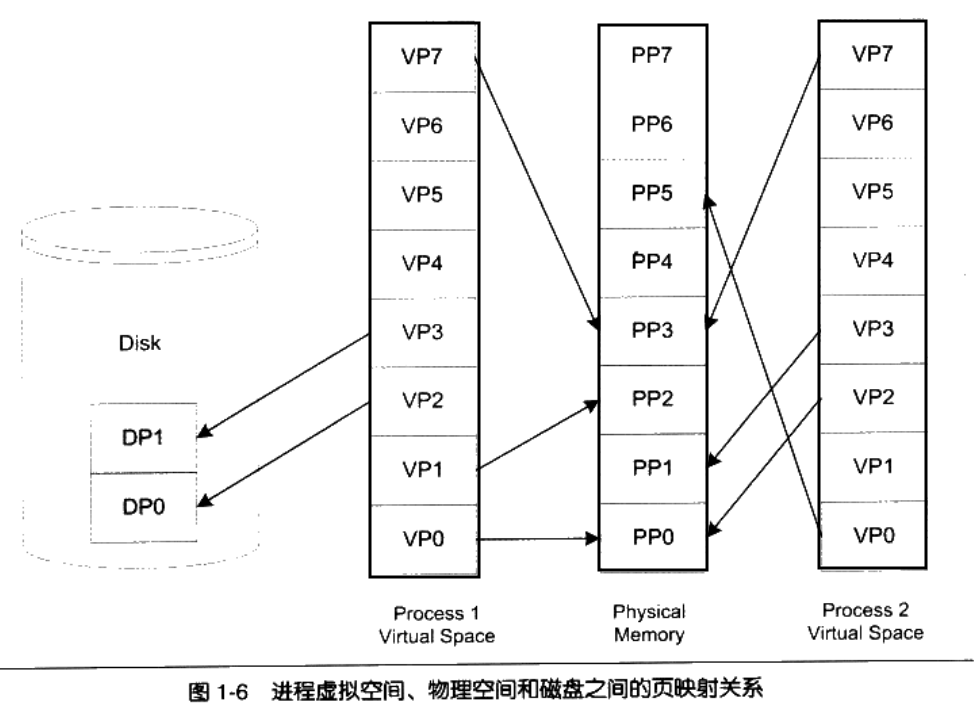 VP7 PP7 VP7
VP6 PP6 VP6
VP5 PP5 VP5
VP4 PP4 VP4
Disk VP3 PP3 VP3
DP1 VP2 PP2 VP2
DP0 VP1 PP1 VP1
VP0 PP0 VP0
Process 1 Physical Process 2
Virtual Space Memory Virtual Space
图 1-6 进程虚拟空间、物理空间和磁盘之间的页映射关系